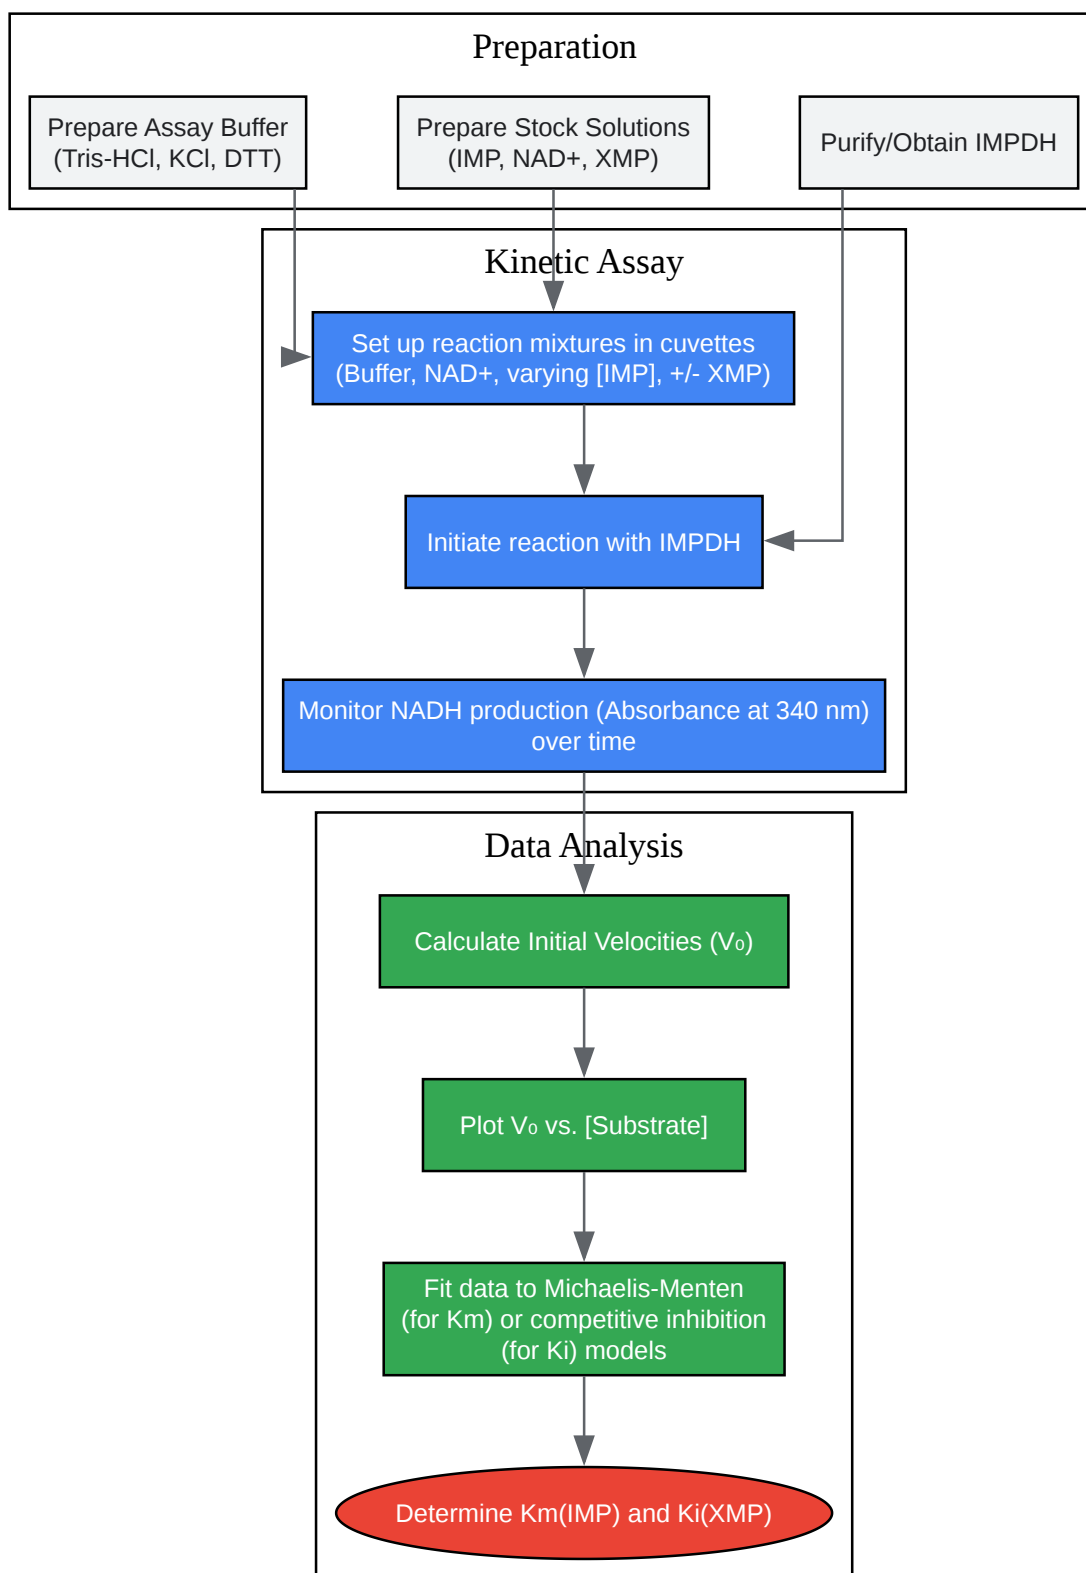 Preparation
Prepare Assay Buffer
(Tris-HCl, KCl, DTT)
Prepare Stock Solutions
(IMP, NAD+, XMP)
Purify/Obtain IMPDH
Kinetic Assay
Set up reaction mixtures in cuvettes
(Buffer, NAD+, varying [IMP], +/- XMP)
Initiate reaction with IMPDH
Monitor NADH production (Absorbance at 340 nm)
over time
Data Analysis
Calculate Initial Velocities (V₀)
Plot V₀ vs. [Substrate]
Fit data to Michaelis-Menten
(for Km) or competitive inhibition
(for Ki) models
Determine Km(IMP) and Ki(XMP)